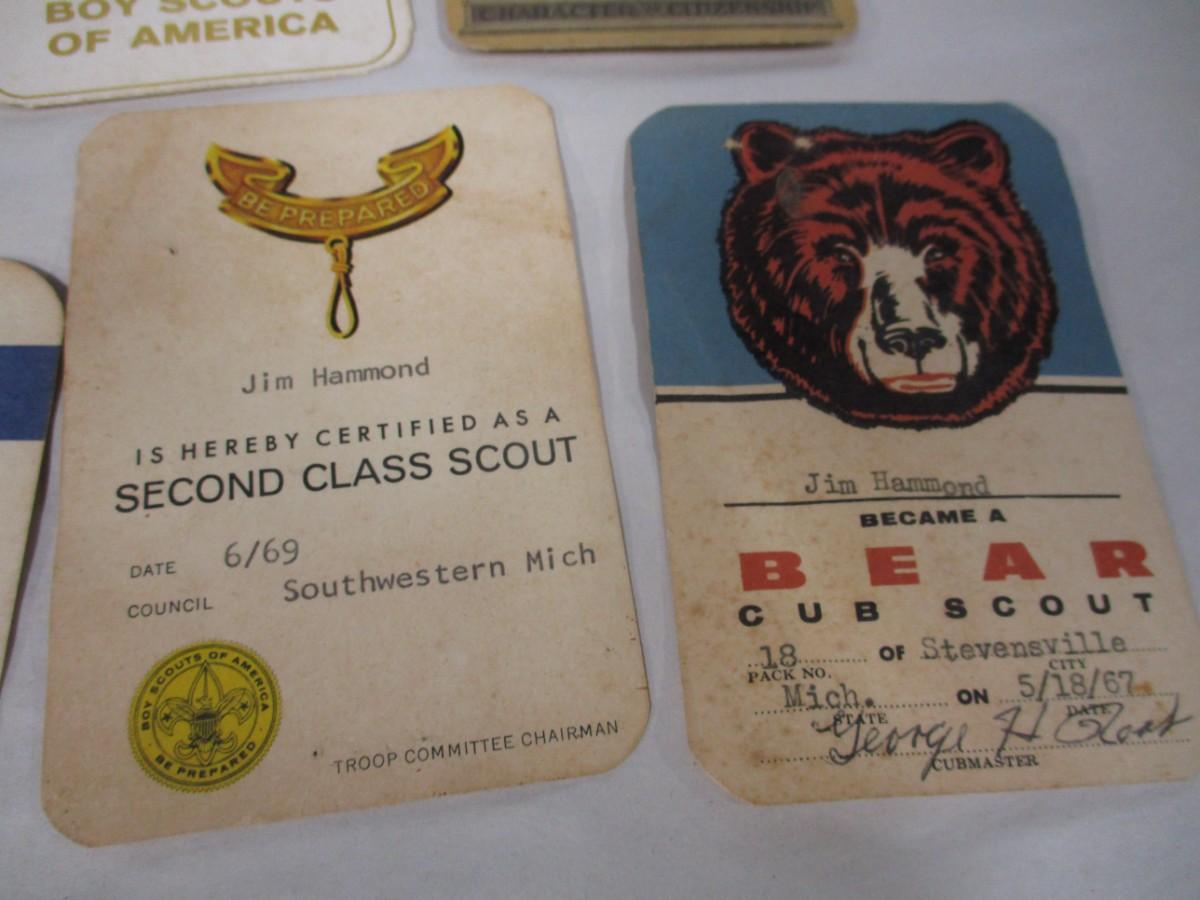 BOY SCOUTS
OF AMERICA
CHARACTER CITIZENSHIP
BE PREPARED
Jim Hammond
IS HEREBY CERTIFIED AS A
SECOND CLASS SCOUT
DATE 6/69
COUNCIL Southwestern Mich
BOY SCOUTS OF AMERICA
BE PREPARED
TROOP COMMITTEE CHAIRMAN
Jim Hammond
BECAME A
BEAR
CUB SCOUT
18 OF Stevensville
PACK NO. CITY
Mich. ON 5/18/67
STATE DATE
George H
CUBMASTER